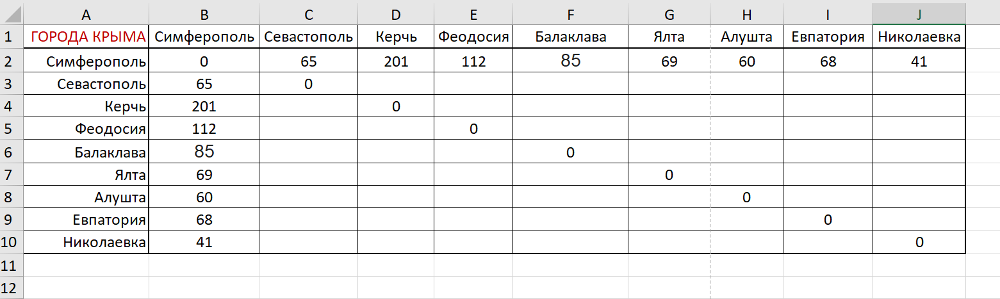 A B C D E F G H I J
1 ГОРОДА КРЫМА Симферополь Севастополь Керчь Феодосия Балаклава Ялта Алушта Евпатория Николаевка
2 Симферополь 0 65 201 112 85 69 60 68 41
3 Севастополь 65 0
4 Керчь 201 0
5 Феодосия 112 0
6 Балаклава 85 0
7 Ялта 69 0
8 Алушта 60 0
9 Евпатория 68 0
10 Николаевка 41 0
11
12